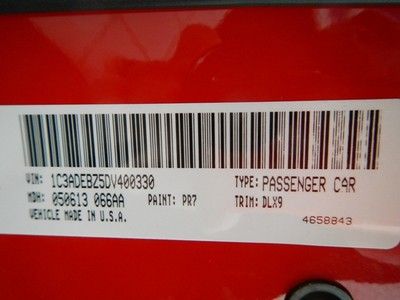 VIN: 1C3ADEBZ5DV400330 TYPE: PASSENGER CAR
MDH: 050613 066AA PAINT: PR7 TRIM: DLX9
VEHICLE MADE IN U.S.A. 4658843